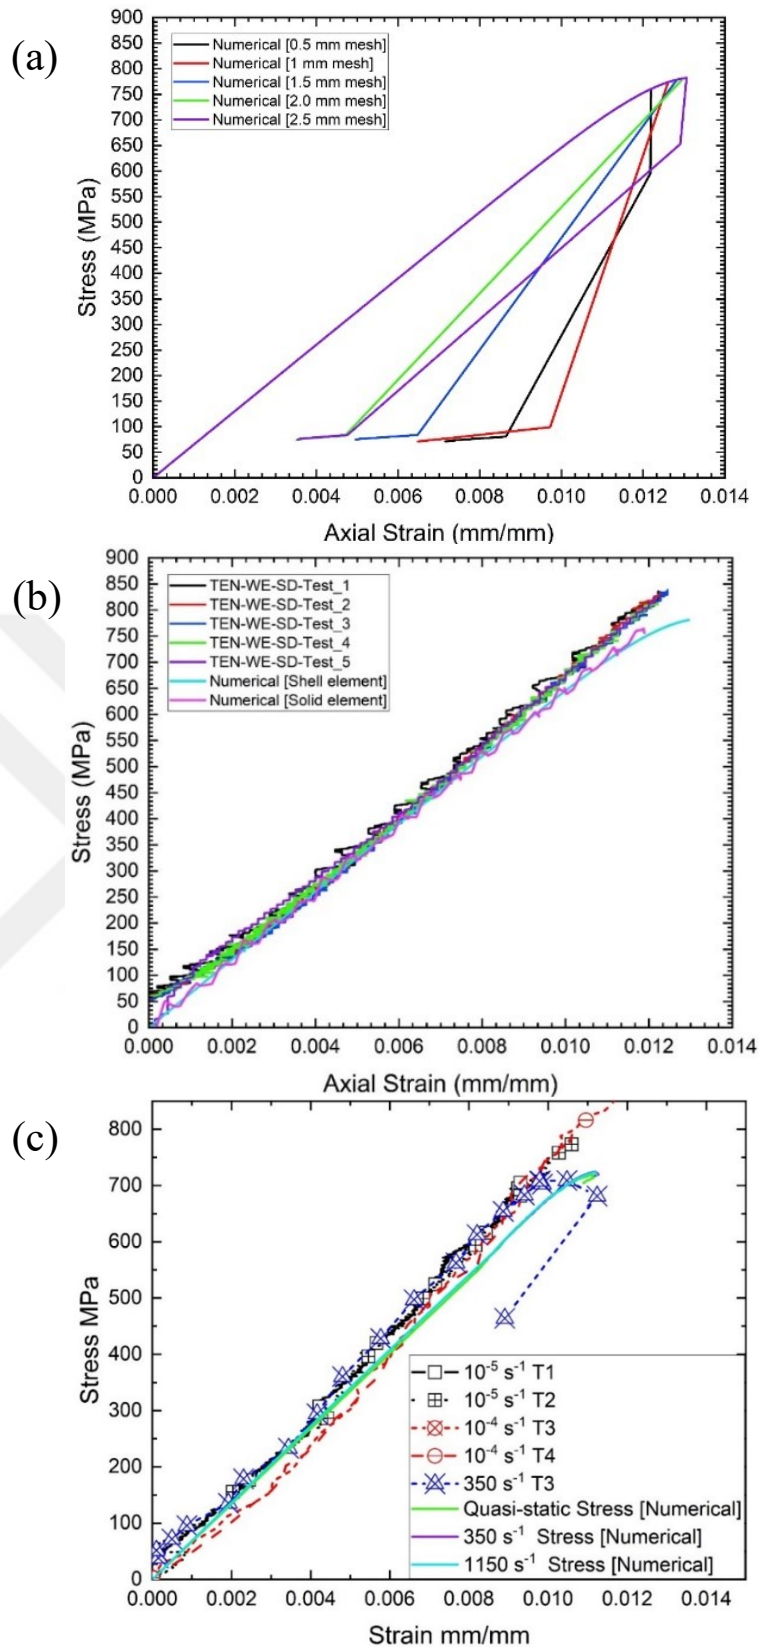 (a)
900
850
800
750
700
650
600
550
500
450
400
350
300
250
200
150
100
50
0
Stress (MPa)
Numerical [0.5 mm mesh]
Numerical [1 mm mesh]
Numerical [1.5 mm mesh]
Numerical [2.0 mm mesh]
Numerical [2.5 mm mesh]
0.000 0.002 0.004 0.006 0.008 0.010 0.012 0.014
Axial Strain (mm/mm)
(b)
900
850
800
750
700
650
600
550
500
450
400
350
300
250
200
150
100
50
0
Stress (MPa)
TEN-WE-SD-Test_1
TEN-WE-SD-Test_2
TEN-WE-SD-Test_3
TEN-WE-SD-Test_4
TEN-WE-SD-Test_5
Numerical [Shell element]
Numerical [Solid element]
0.000 0.002 0.004 0.006 0.008 0.010 0.012 0.014
Axial Strain (mm/mm)
(c)
800
700
600
500
400
300
200
100
0
Stress MPa
10⁻⁵ s⁻¹ T1
10⁻⁵ s⁻¹ T2
10⁻⁴ s⁻¹ T3
10⁻⁴ s⁻¹ T4
350 s⁻¹ T3
Quasi-static Stress [Numerical]
350 s⁻¹ Stress [Numerical]
1150 s⁻¹ Stress [Numerical]
0.000 0.002 0.004 0.006 0.008 0.010 0.012 0.014
Strain mm/mm